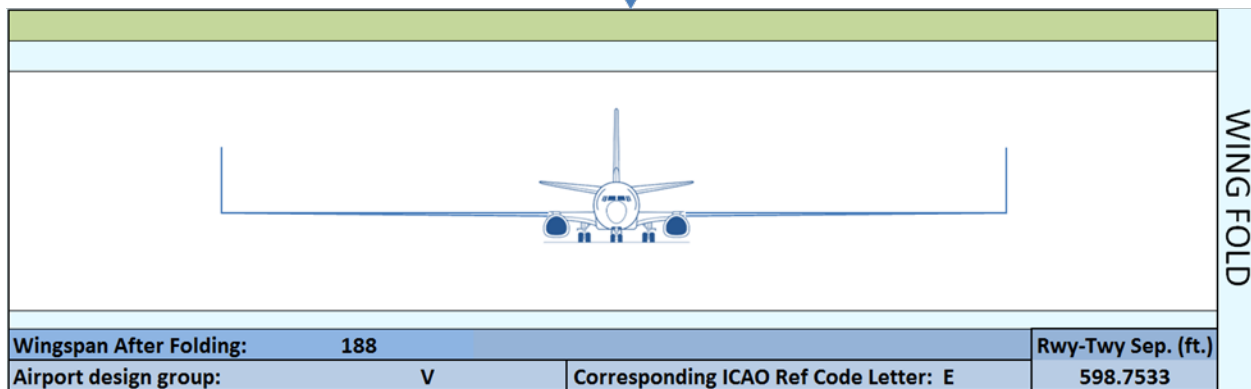 WING FOLD
Wingspan After Folding: 188 Rwy-Twy Sep. (ft.)
Airport design group: V Corresponding ICAO Ref Code Letter: E 598.7533